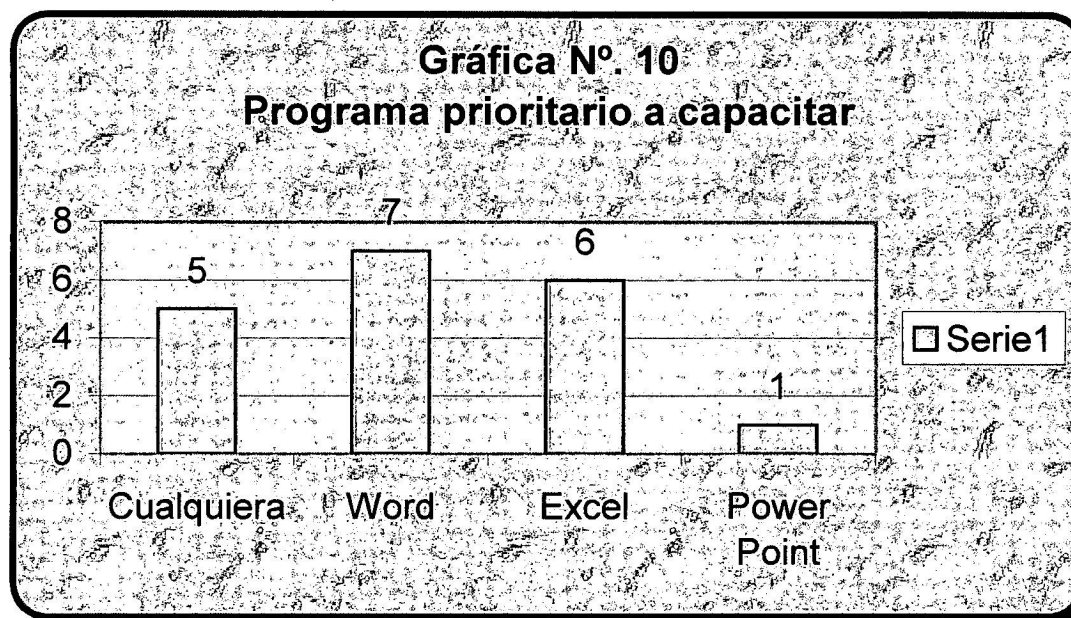 Gráfica Nº. 10
Programa prioritario a capacitar
8
6
4
2
0
5
7
6
1
Cualquiera
Word
Excel
Power
Point
Serie1